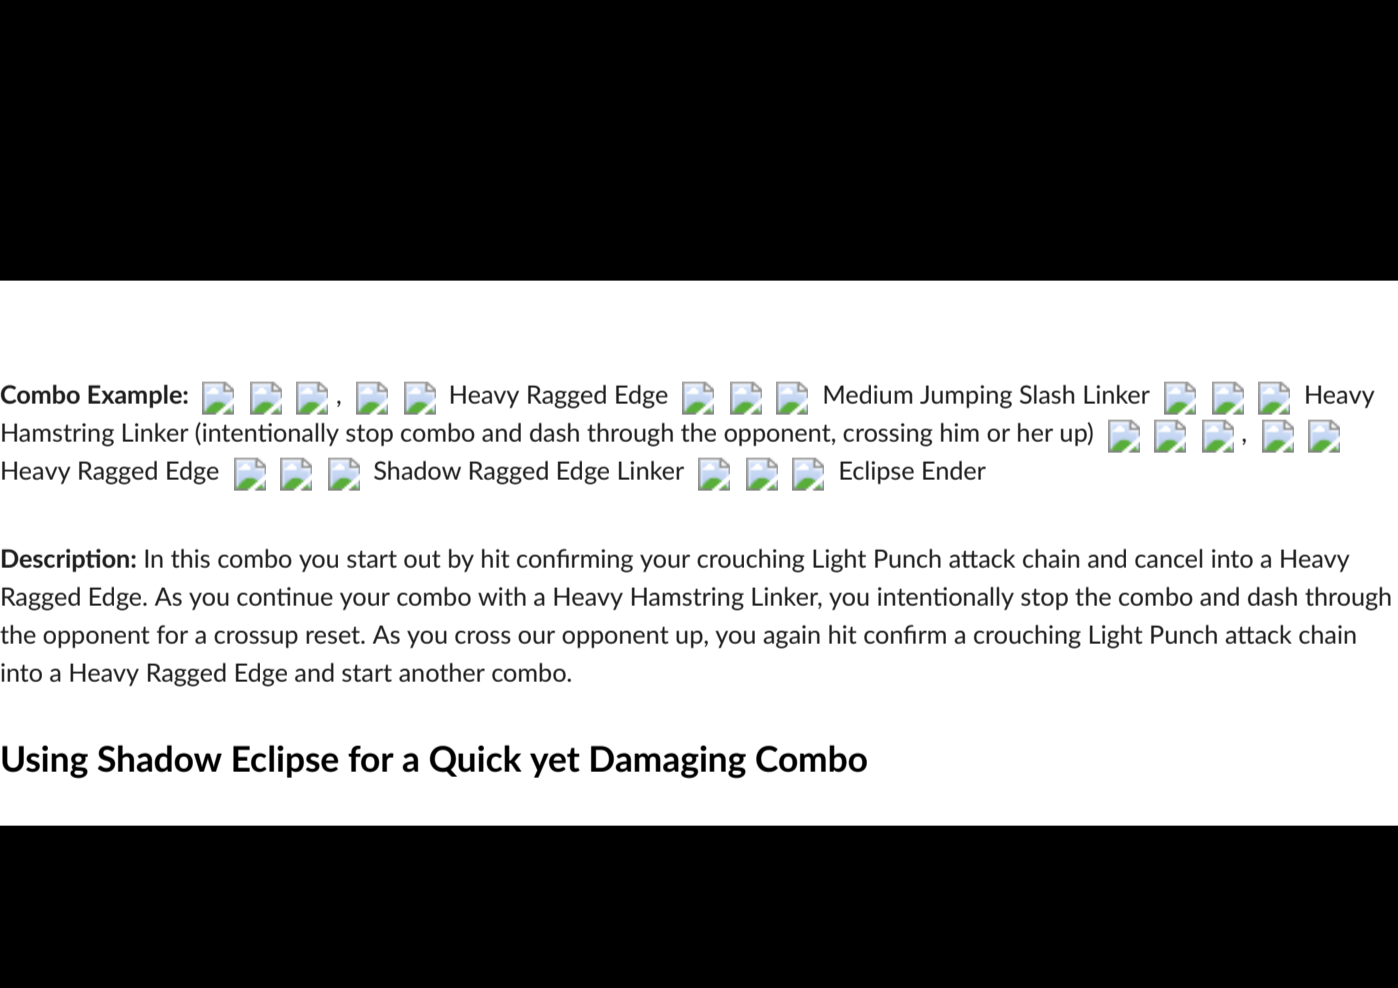 Combo Example: , Heavy Ragged Edge Medium Jumping Slash Linker Heavy
Hamstring Linker (intentionally stop combo and dash through the opponent, crossing him or her up) ,
Heavy Ragged Edge Shadow Ragged Edge Linker Eclipse Ender
Description: In this combo you start out by hit confirming your crouching Light Punch attack chain and cancel into a Heavy
Ragged Edge. As you continue your combo with a Heavy Hamstring Linker, you intentionally stop the combo and dash through
the opponent for a crossup reset. As you cross our opponent up, you again hit confirm a crouching Light Punch attack chain
into a Heavy Ragged Edge and start another combo.
Using Shadow Eclipse for a Quick yet Damaging Combo